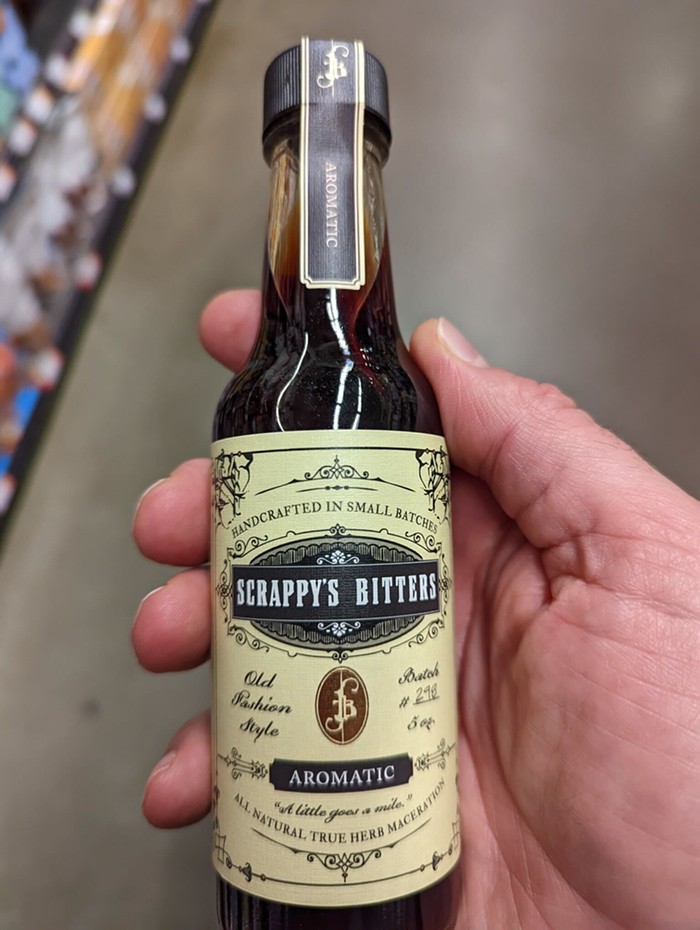 AROMATIC
HANDCRAFTED IN SMALL BATCHES
SCRAPPY'S BITTERS
Old
Fashion
Style
Batch
# 298
5 oz.
AROMATIC
"A little goes a mile."
ALL NATURAL TRUE HERB MACERATION